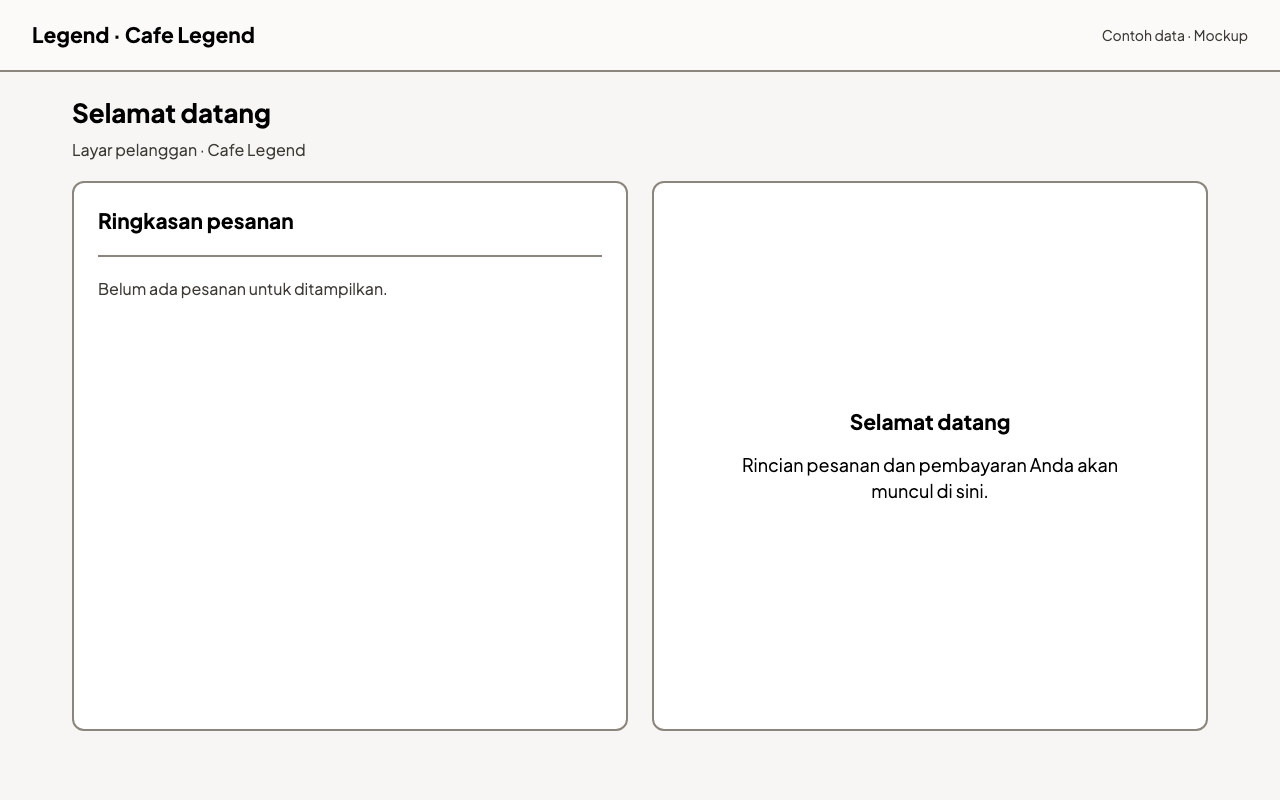 Legend · Cafe Legend
Contoh data · Mockup
Selamat datang
Layar pelanggan · Cafe Legend
Ringkasan pesanan
Belum ada pesanan untuk ditampilkan.
Selamat datang
Rincian pesanan dan pembayaran Anda akan
muncul di sini.